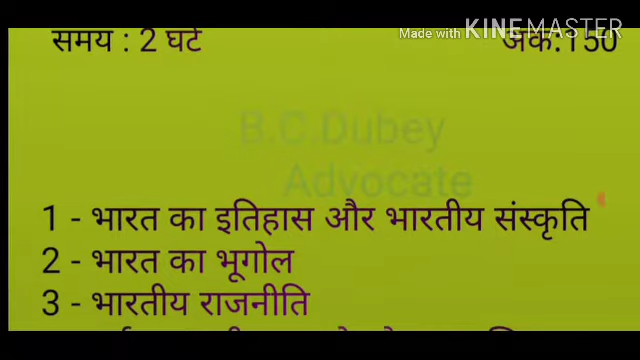 Made with KINEMASTER
समय : 2 घंटे अंक:150
B.C.Dubey
Advocate
1 - भारत का इतिहास और भारतीय संस्कृति
2 - भारत का भूगोल
3 - भारतीय राजनीति